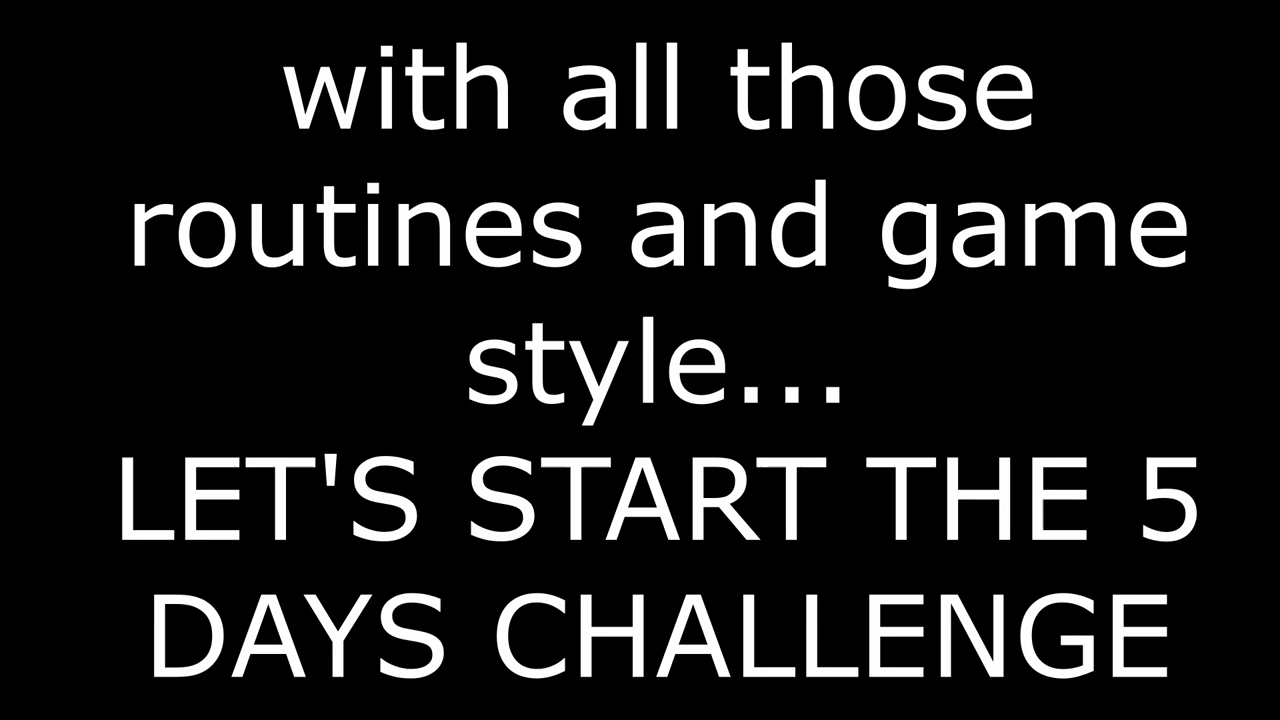 with all those
routines and game
style...
LET'S START THE 5
DAYS CHALLENGE